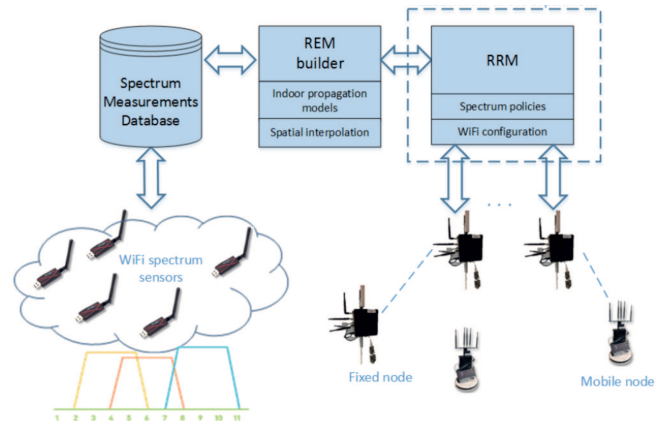 Spectrum
Measurements
Database
REM
builder
Indoor propagation
models
Spatial interpolation
RRM
Spectrum policies
WiFi configuration
...
WiFi spectrum
sensors
Fixed node
Mobile node
1 2 3 4 5 6 7 8 9 10 11